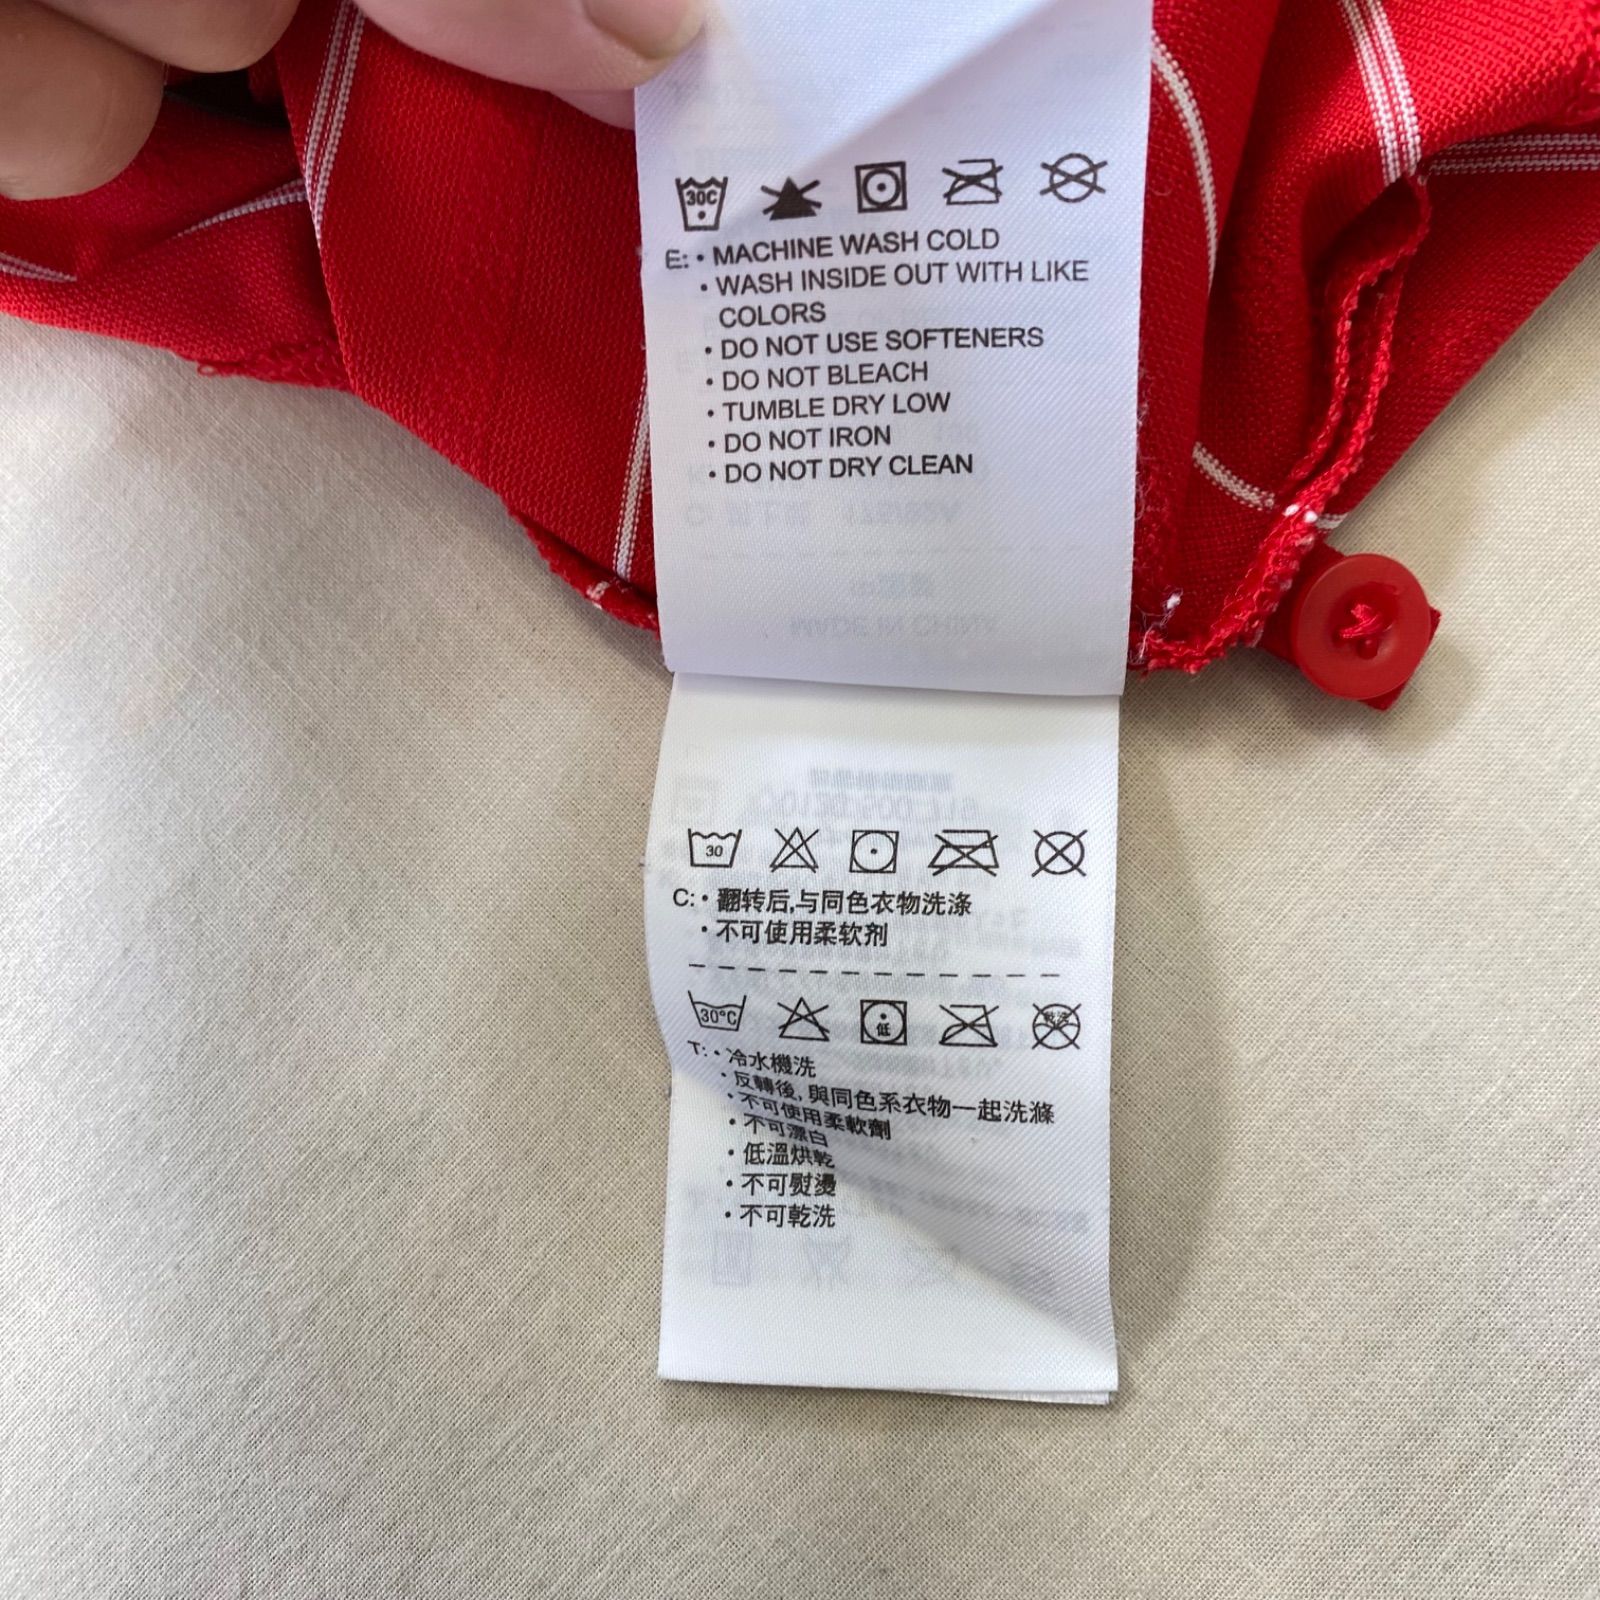 30C
E: • MACHINE WASH COLD
• WASH INSIDE OUT WITH LIKE
COLORS
• DO NOT USE SOFTENERS
• DO NOT BLEACH
• TUMBLE DRY LOW
• DO NOT IRON
• DO NOT DRY CLEAN
30
C: • 翻转后,与同色衣物洗涤
• 不可使用柔软剂
30°C 低 乾洗
T: • 冷水機洗
• 反轉後, 與同色系衣物一起洗滌
• 不可使用柔軟劑
• 不可漂白
• 低溫烘乾
• 不可熨燙
• 不可乾洗